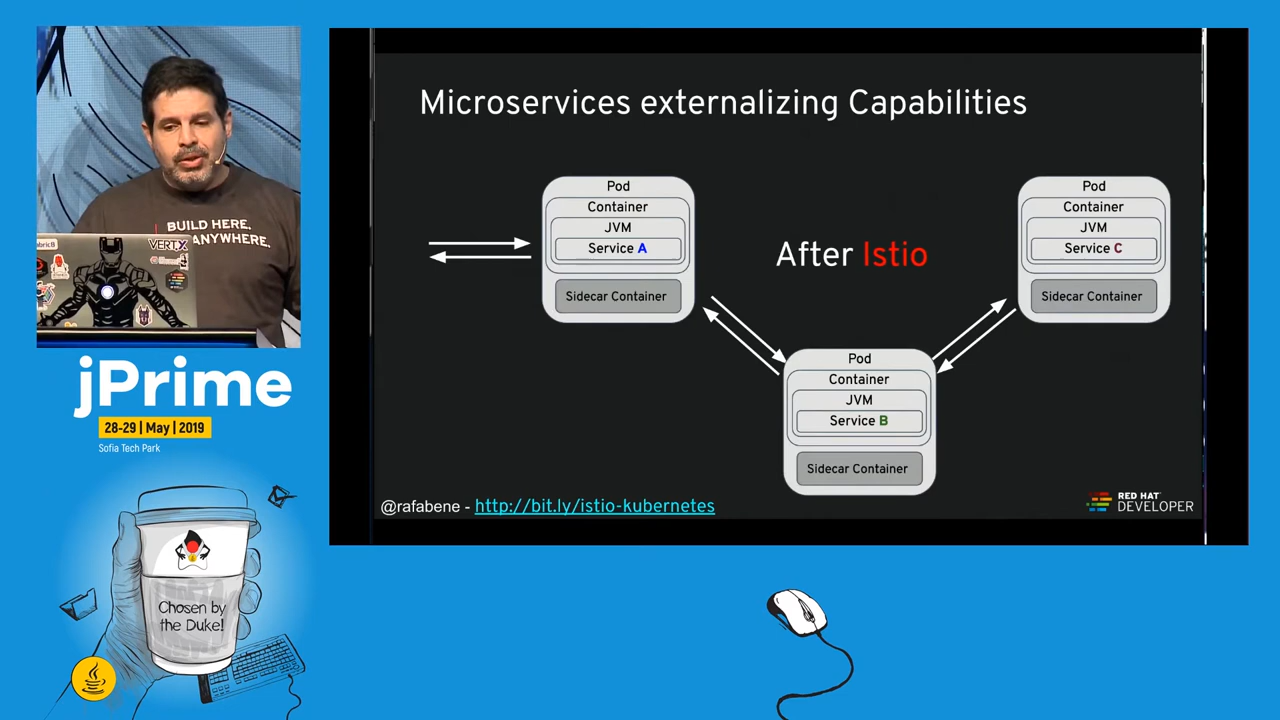 BUILD HERE.
ANYWHERE.
VERT.X
jPrime
28-29 | May | 2019
Sofia Tech Park
Chosen by
the Duke!
Microservices externalizing Capabilities
Pod
Container
JVM
Service A
Sidecar Container
After Istio
Pod
Container
JVM
Service C
Sidecar Container
Pod
Container
JVM
Service B
Sidecar Container
@rafabene - http://bit.ly/istio-kubernetes
RED HAT
DEVELOPER